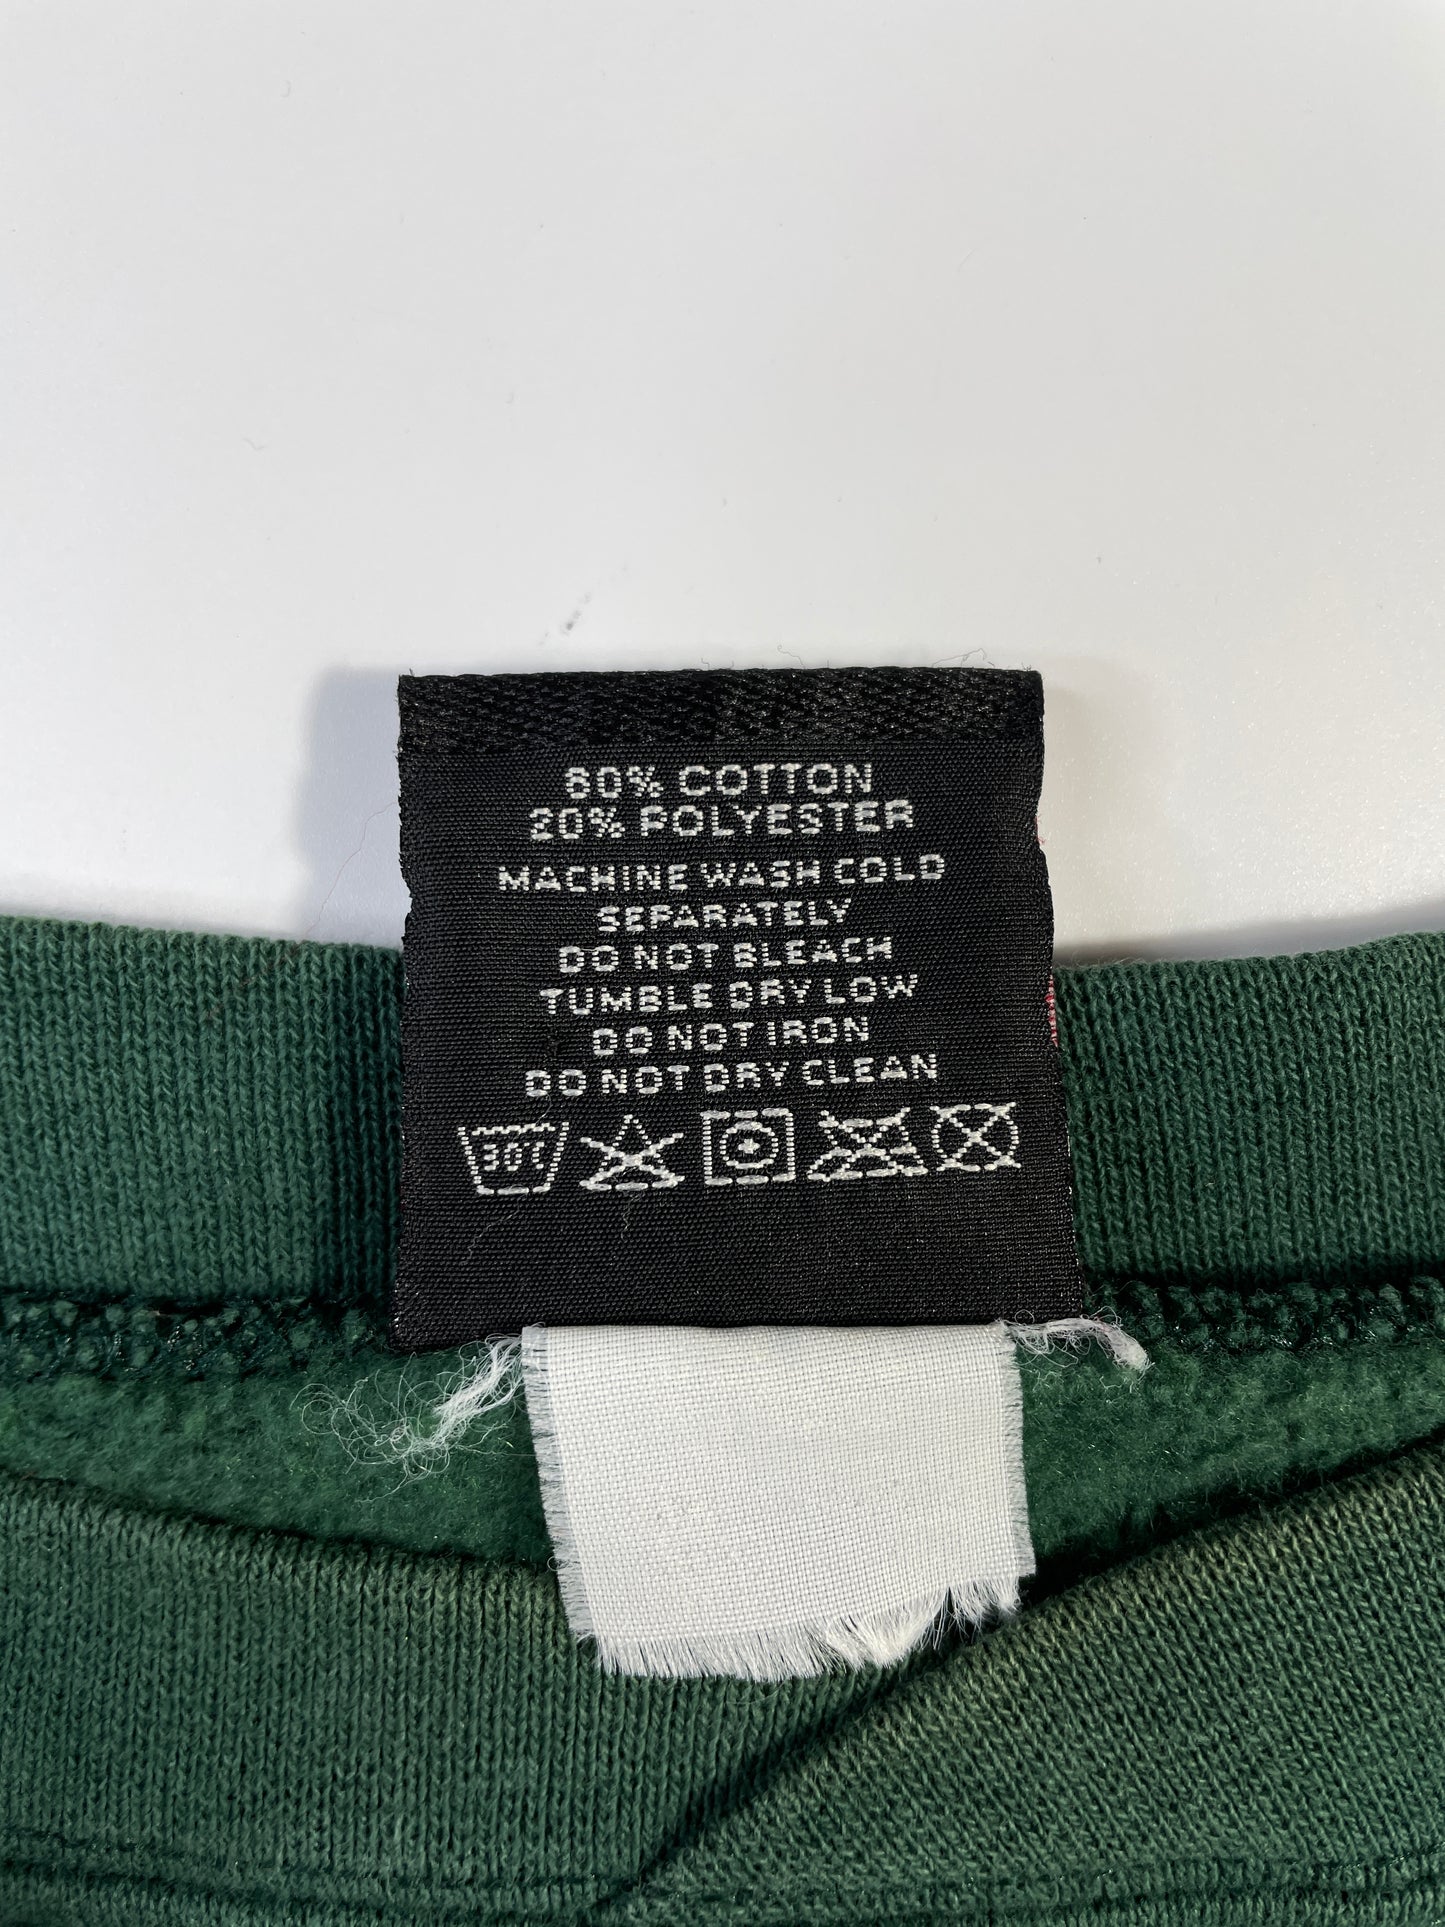 80% COTTON
20% POLYESTER
MACHINE WASH COLD
SEPARATELY
DO NOT BLEACH
TUMBLE DRY LOW
DO NOT IRON
DO NOT DRY CLEAN
30℃